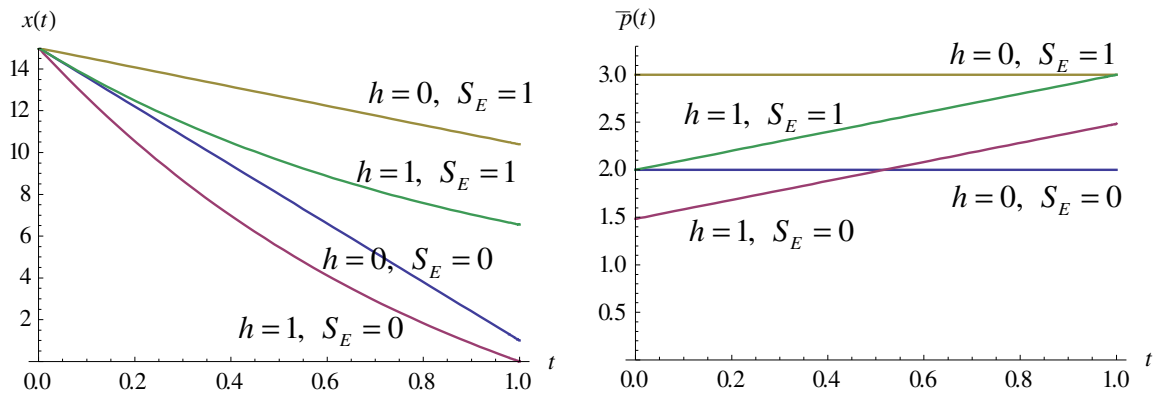 x(t)
14
12
10
8
6
4
2
0.0 0.2 0.4 0.6 0.8 1.0 t
h = 0, S_E = 1
h = 1, S_E = 1
h = 0, S_E = 0
h = 1, S_E = 0
p̅(t)
3.0
2.5
2.0
1.5
1.0
0.5
0.0 0.2 0.4 0.6 0.8 1.0 t
h = 0, S_E = 1
h = 1, S_E = 1
h = 0, S_E = 0
h = 1, S_E = 0